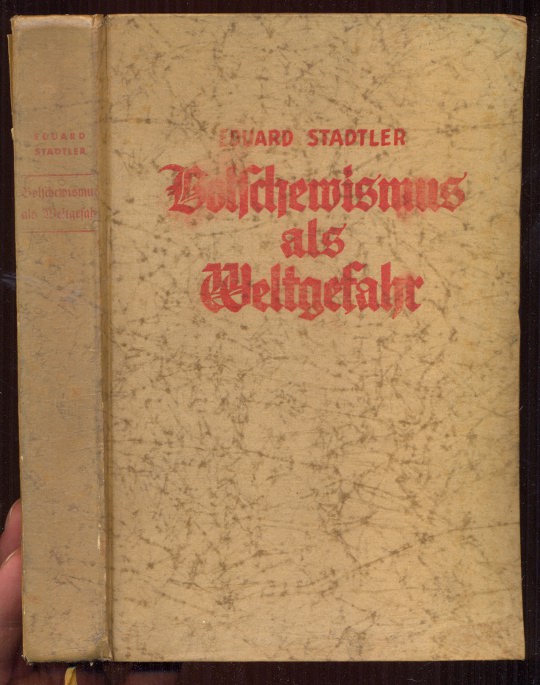 EDUARD
STADTLER
Bolschewismus
als Weltgefahr
EDUARD STADTLER
Bolschewismus
als
Weltgefahr